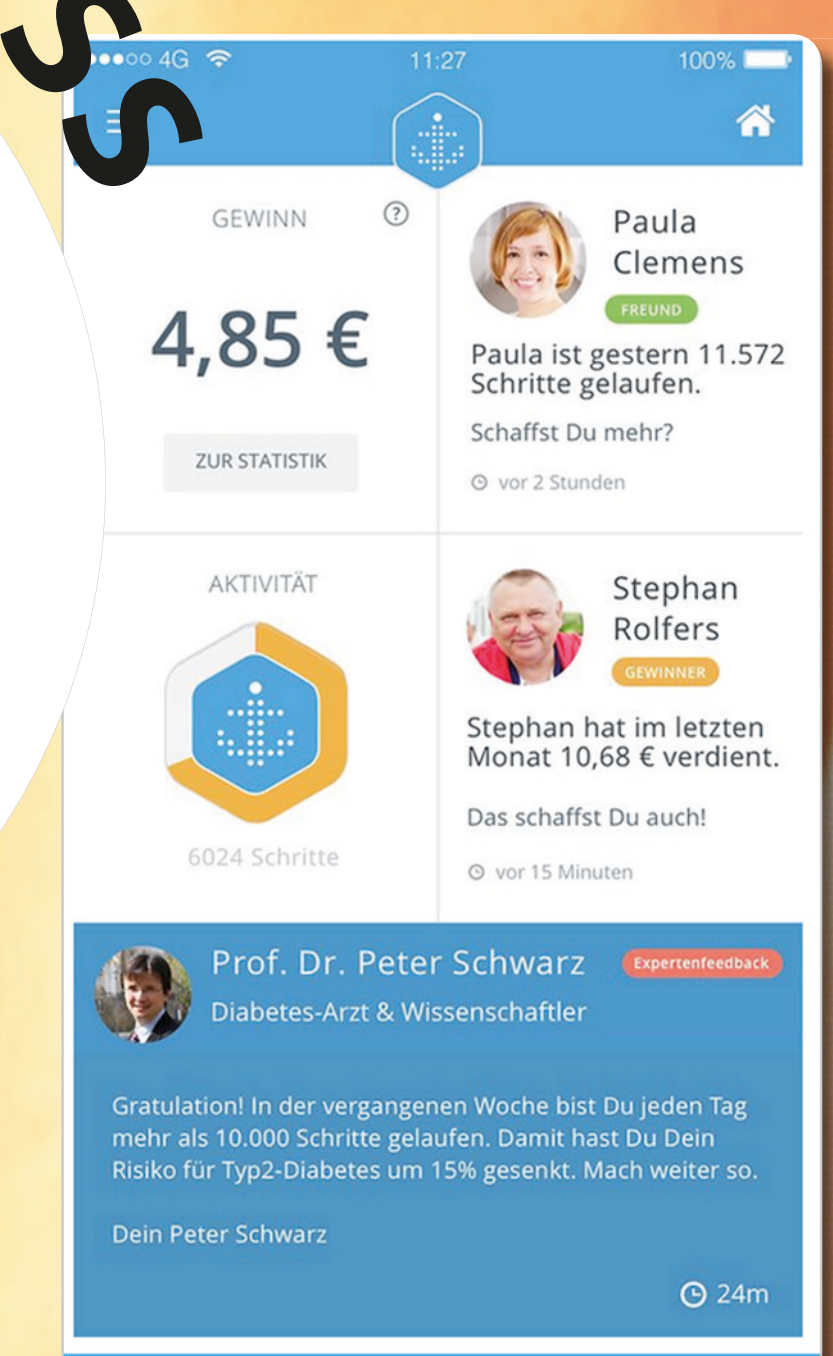 SS
4G 11:27 100%
GEWINN ?
4,85 €
ZUR STATISTIK
Paula
Clemens
FREUND
Paula ist gestern 11.572
Schritte gelaufen.
Schaffst Du mehr?
vor 2 Stunden
AKTIVITÄT
6024 Schritte
Stephan
Rolfers
GEWINNER
Stephan hat im letzten
Monat 10,68 € verdient.
Das schaffst Du auch!
vor 15 Minuten
Prof. Dr. Peter Schwarz Expertenfeedback
Diabetes-Arzt & Wissenschaftler
Gratulation! In der vergangenen Woche bist Du jeden Tag
mehr als 10.000 Schritte gelaufen. Damit hast Du Dein
Risiko für Typ2-Diabetes um 15% gesenkt. Mach weiter so.
Dein Peter Schwarz
24m